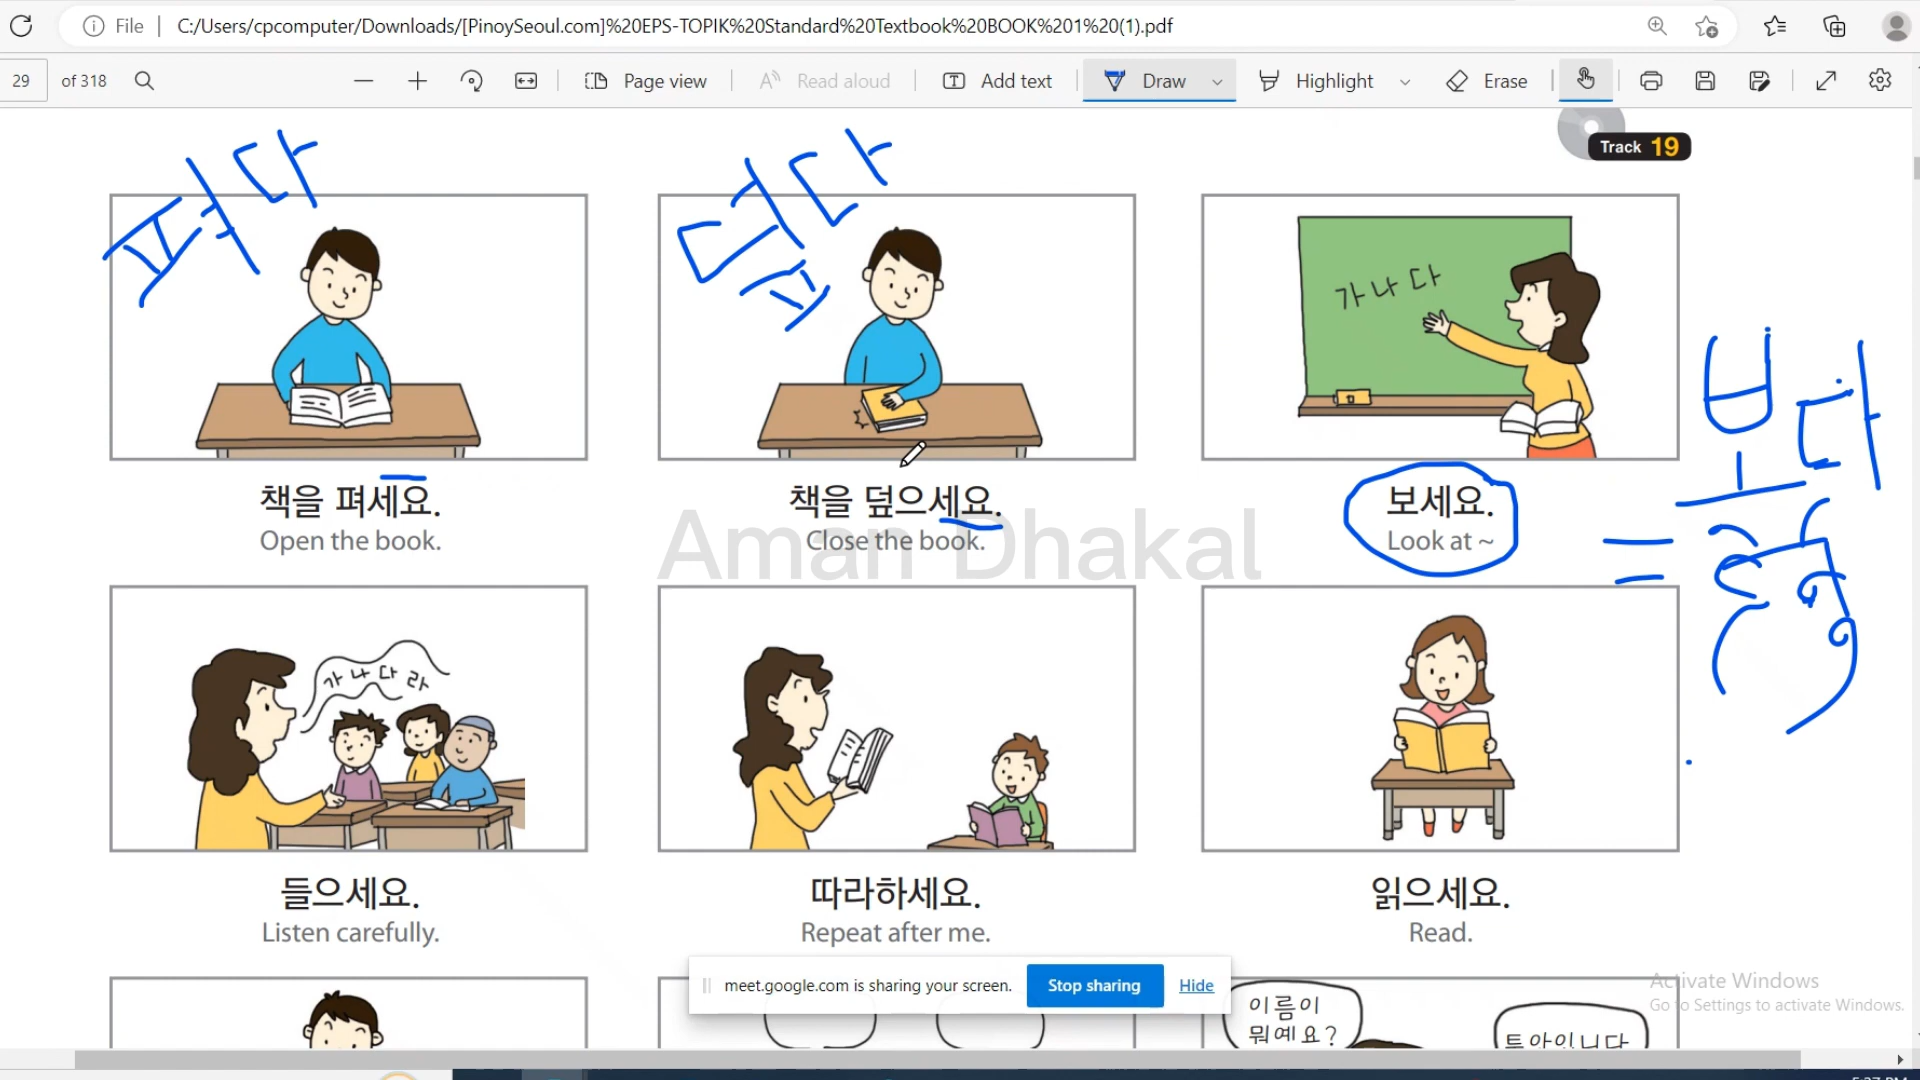 File
C:/Users/cpcomputer/Downloads/[PinoySeoul.com]%20EPS-TOPIK%20Standard%20Textbook%20BOOK%201%20(1).pdf
29 of 318
Page view
Read aloud
Add text
Draw
Highlight
Erase
Track 19
펴다
덮다
가나다
보다
책을 펴세요.
Open the book.
책을 덮으세요.
Close the book.
보세요.
Look at ~
Aman Dhakal
=
가나다라
들으세요.
Listen carefully.
따라하세요.
Repeat after me.
읽으세요.
Read.
meet.google.com is sharing your screen.
Stop sharing
Hide
Activate Windows
Go to Settings to activate Windows.
이름이
뭐예요?
투아입니다